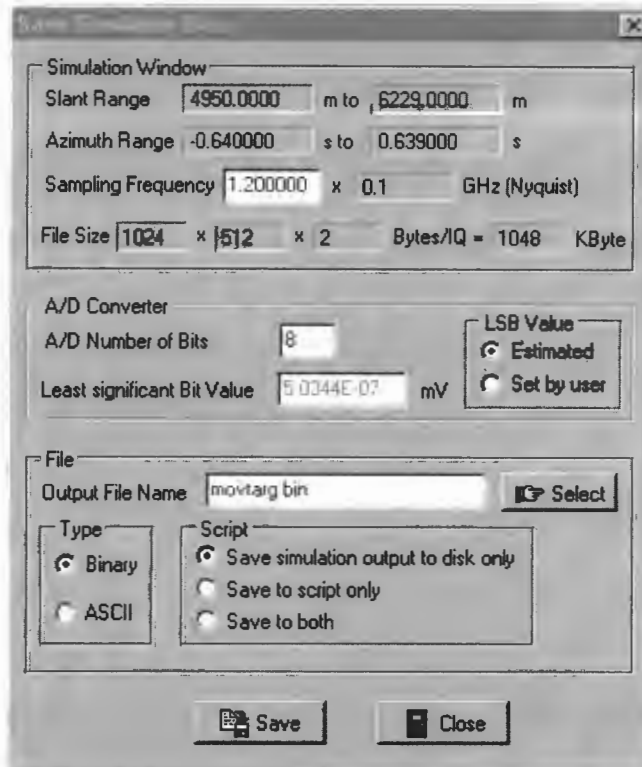 Simulation Window
Slant Range 4950.0000 m to 6229.0000 m
Azimuth Range -0.640000 s to 0.639000 s
Sampling Frequency 1.200000 x 0.1 GHz (Nyquist)
File Size 1024 x 512 x 2 Bytes/IQ = 1048 KByte
A/D Converter
A/D Number of Bits 8
Least significant Bit Value 5.0344E-07 mV
LSB Value
Estimated
Set by user
File
Output File Name movtarg.bin Select
Type
Binary
ASCII
Script
Save simulation output to disk only
Save to script only
Save to both
Save Close